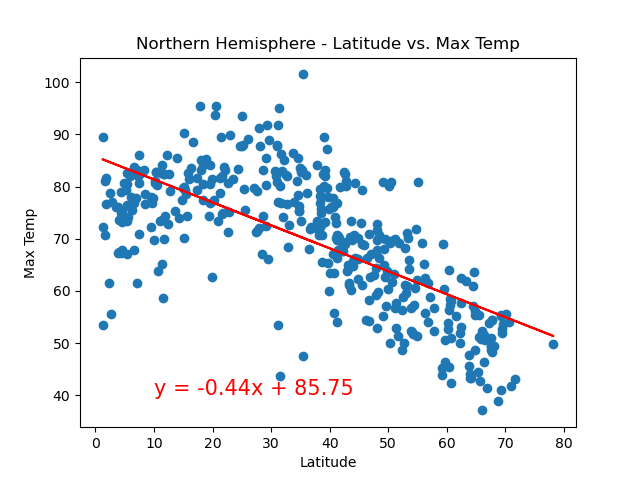 Northern Hemisphere - Latitude vs. Max Temp
100
90
80
70
60
50
40
Max Temp
y = -0.44x + 85.75
0 10 20 30 40 50 60 70 80
Latitude